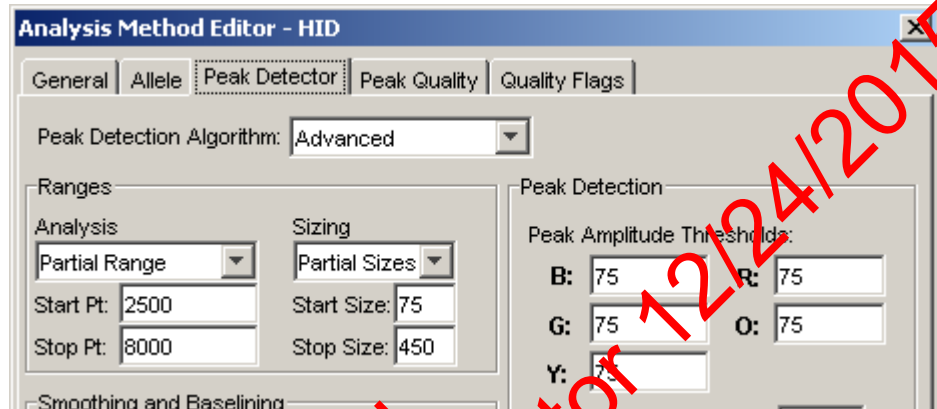 Analysis Method Editor - HID
General Allele Peak Detector Peak Quality Quality Flags
Peak Detection Algorithm: Advanced
Ranges
Analysis Sizing
Partial Range Partial Sizes
Start Pt: 2500 Start Size: 75
Stop Pt: 8000 Stop Size: 450
Peak Detection
Peak Amplitude Thresholds:
B: 75 R: 75
G: 75 O: 75
Y: 75
Smoothing and Baselining
12/24/2015